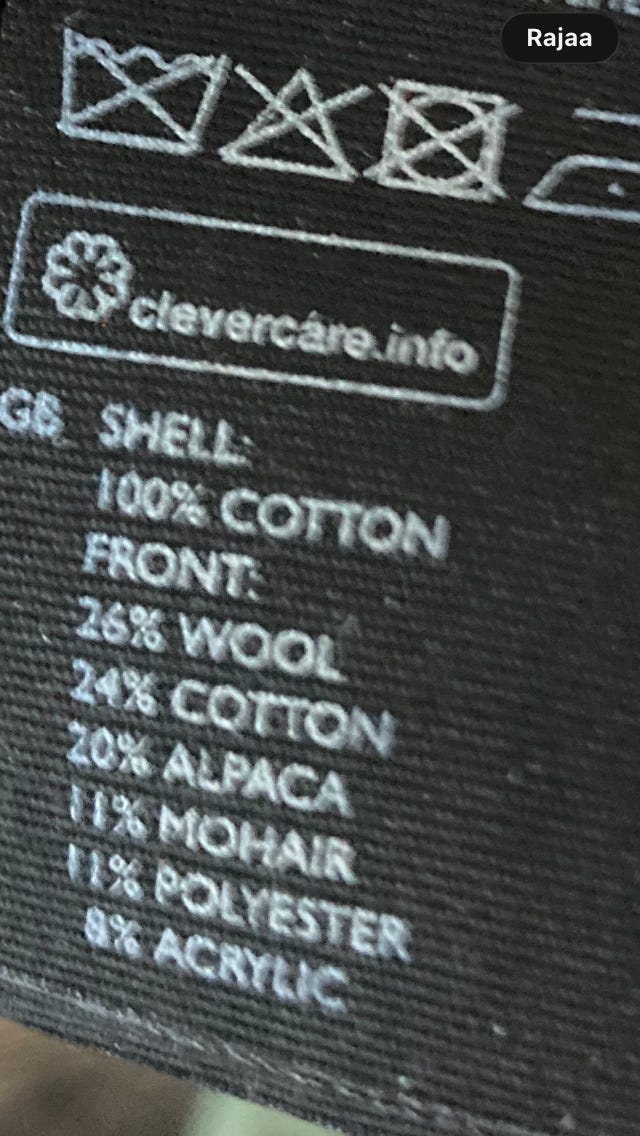 Rajaa
clevercare.info
GB SHELL:
100% COTTON
FRONT:
26% WOOL
24% COTTON
20% ALPACA
11% MOHAIR
11% POLYESTER
8% ACRYLIC